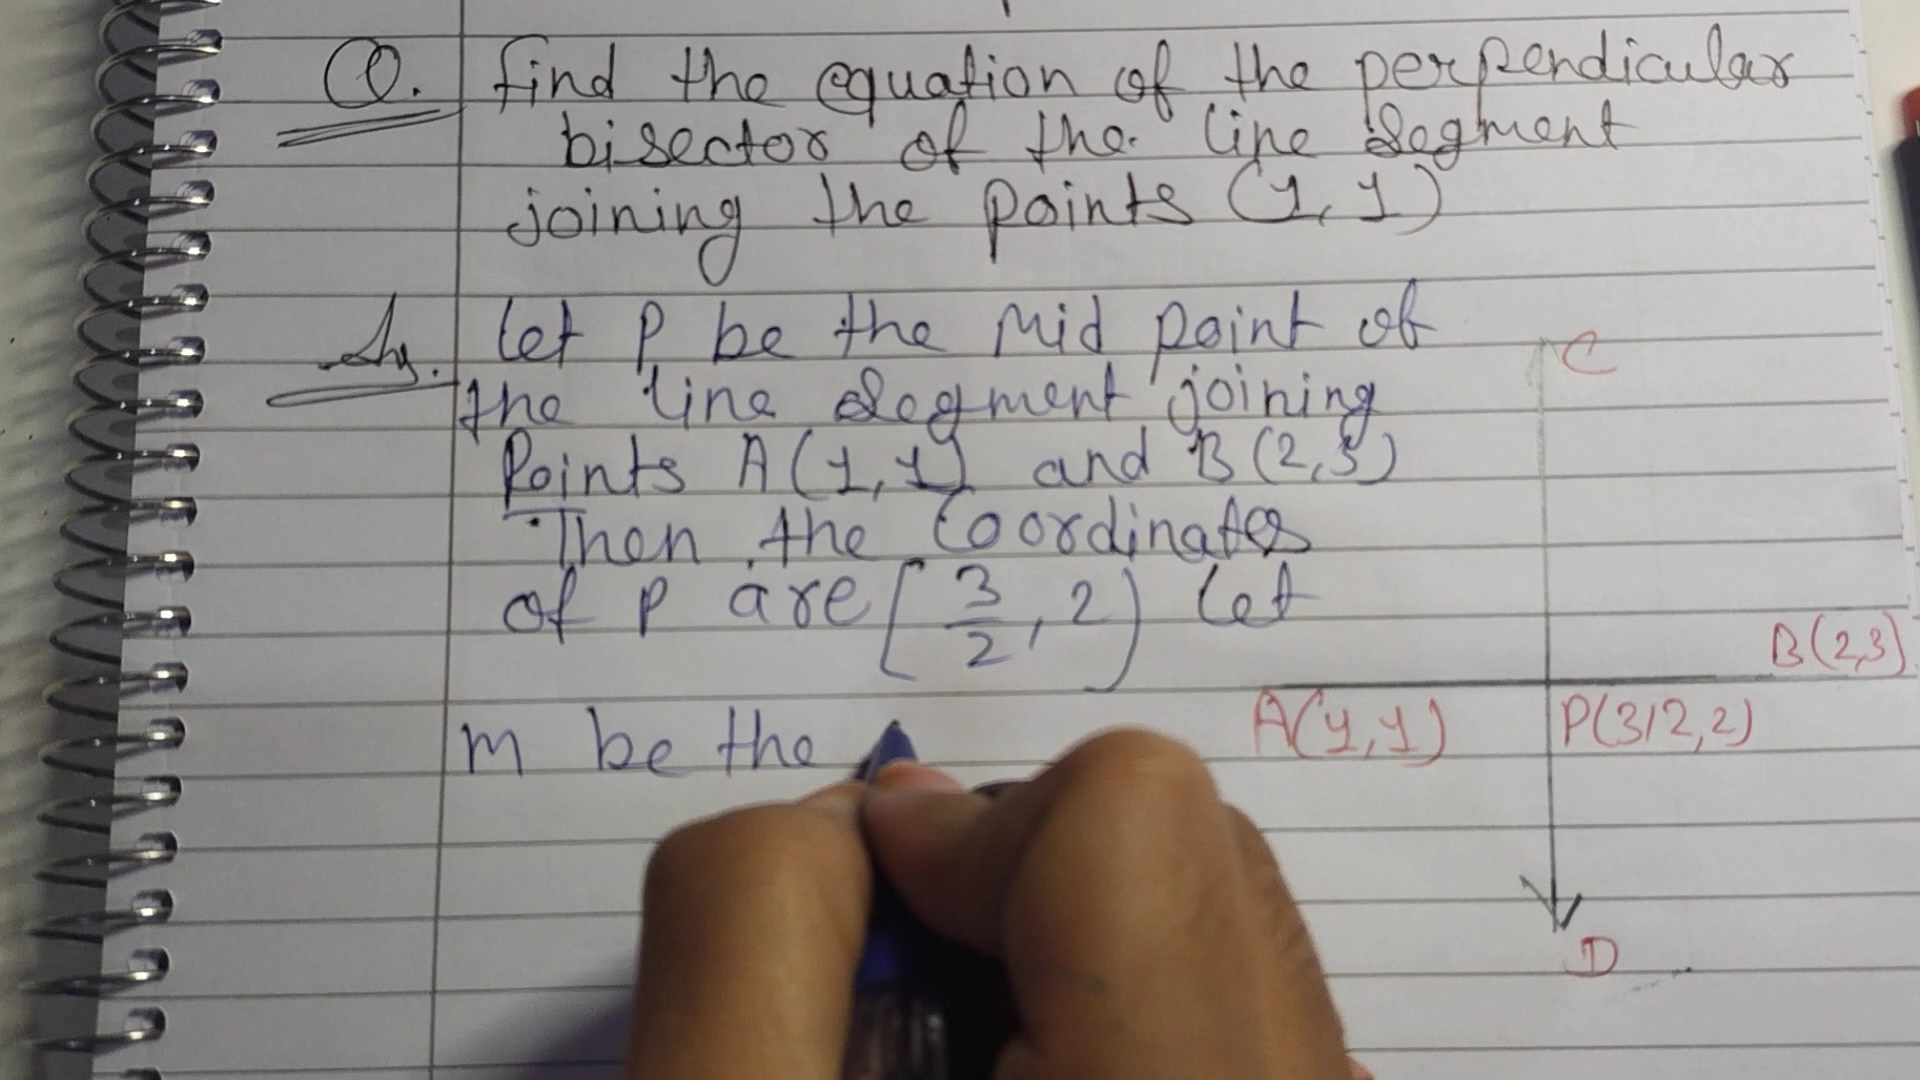 Q. find the equation of the perpendicular
bisector of the line segment
joining the points (1, 1)
Let P be the Mid point of
the line segment joining
Points A (1, 1) and B (2, 3)
Then the Coordinates
of P are [3/2, 2) Let
m be the
C
B(2,3)
A(1,1)
P(3/2,2)
D